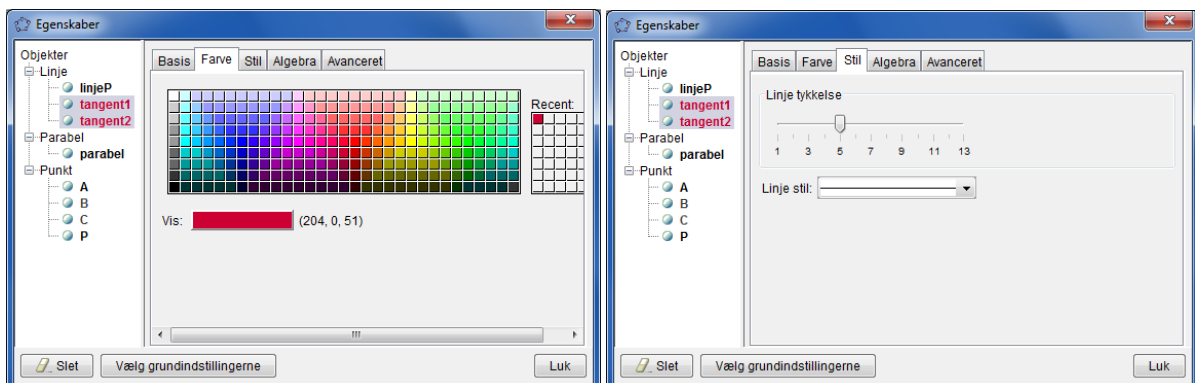 Egenskaber
Objekter
Linje
linjeP
tangent1
tangent2
Parabel
parabel
Punkt
A
B
C
P
Basis Farve Stil Algebra Avanceret
Recent:
Vis: (204, 0, 51)
Slet Vælg grundindstillingerne Luk
Egenskaber
Objekter
Linje
linjeP
tangent1
tangent2
Parabel
parabel
Punkt
A
B
C
P
Basis Farve Stil Algebra Avanceret
Linje tykkelse
1 3 5 7 9 11 13
Linje stil:
Slet Vælg grundindstillingerne Luk